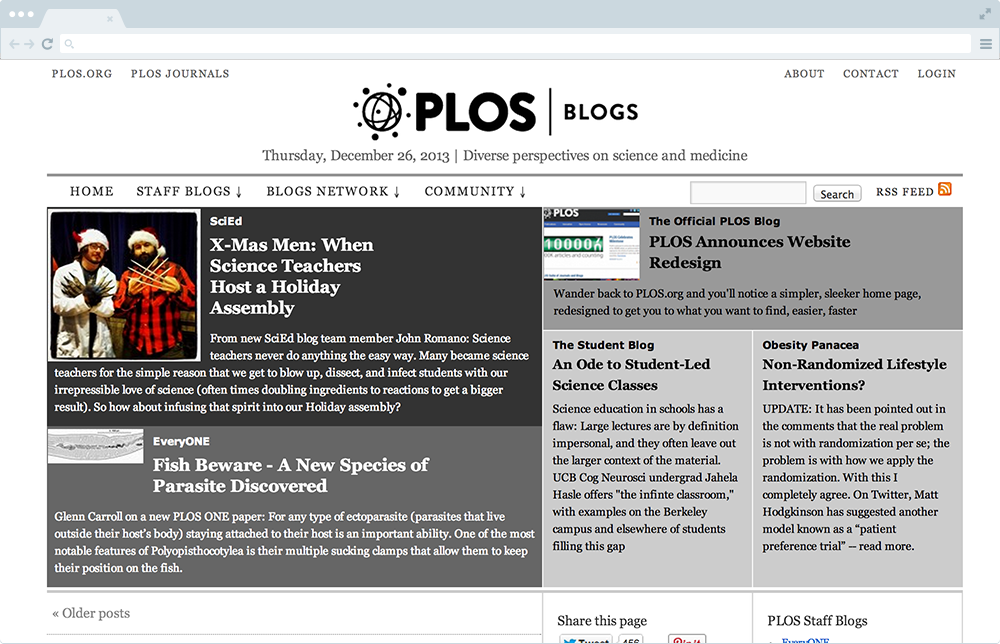 PLOS.ORG PLOS JOURNALS ABOUT CONTACT LOGIN
PLOS BLOGS
Thursday, December 26, 2013 | Diverse perspectives on science and medicine
HOME STAFF BLOGS ↓ BLOGS NETWORK ↓ COMMUNITY ↓ Search RSS FEED
SciEd
X-Mas Men: When
Science Teachers
Host a Holiday
Assembly
From new SciEd blog team member John Romano: Science
teachers never do anything the easy way. Many became science
teachers for the simple reason that we get to blow up, dissect, and infect students with our
irrepressible love of science (often times doubling ingredients to reactions to get a bigger
result). So how about infusing that spirit into our Holiday assembly?
EveryONE
Fish Beware - A New Species of
Parasite Discovered
Glenn Carroll on a new PLOS ONE paper: For any type of ectoparasite (parasites that live
outside their host's body) staying attached to their host is an important ability. One of the most
notable features of Polyopisthocotylea is their multiple sucking clamps that allow them to keep
their position on the fish.
PLOS
100000
The Official PLOS Blog
PLOS Announces Website
Redesign
Wander back to PLOS.org and you'll notice a simpler, sleeker home page,
redesigned to get you to what you want to find, easier, faster
The Student Blog
An Ode to Student-Led
Science Classes
Science education in schools has a
flaw: Large lectures are by definition
impersonal, and they often leave out
the larger context of the material.
UCB Cog Neurosci undergrad Jahela
Hasle offers "the infinte classroom,"
with examples on the Berkeley
campus and elsewhere of students
filling this gap
Obesity Panacea
Non-Randomized Lifestyle
Interventions?
UPDATE: It has been pointed out in
the comments that the real problem
is not with randomization per se; the
problem is with how we apply the
randomization. With this I
completely agree. On Twitter, Matt
Hodgkinson has suggested another
model known as a “patient
preference trial” – read more.
« Older posts
Share this page
Tweet 456 Pin it
PLOS Staff Blogs
EveryONE